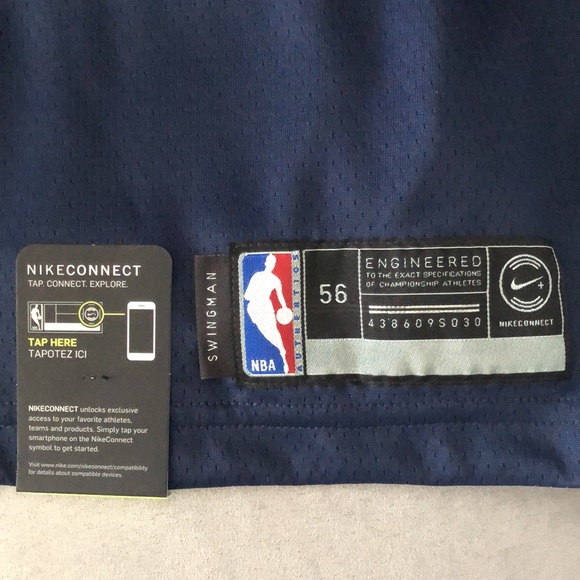 NIKECONNECT
TAP. CONNECT. EXPLORE.
TAP HERE
TAPOTEZ ICI
NIKECONNECT unlocks exclusive
access to your favorite athletes,
teams and products. Simply tap your
smartphone on the NikeConnect
symbol to get started.
Visit www.nike.com/nikeconnect/compatibility
for details about compatible devices.
SWINGMAN
NBA
AUTHENTICS
56
ENGINEERED
TO THE EXACT SPECIFICATIONS
OF CHAMPIONSHIP ATHLETES
438609SQ30
NIKECONNECT